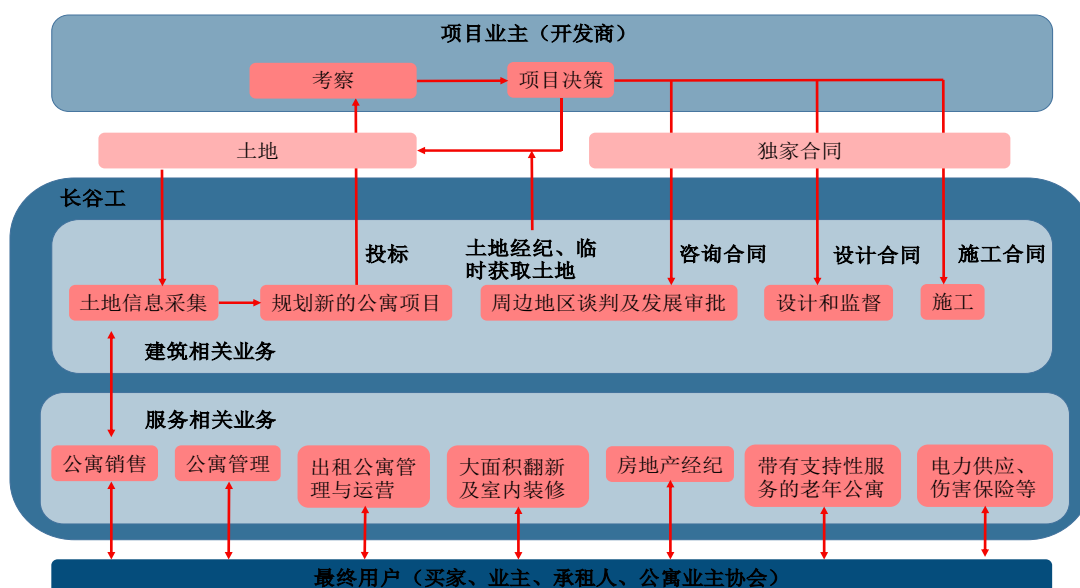 项目业主（开发商）
考察
项目决策
土地
独家合同
长谷工
投标
土地经纪、临
时获取土地
咨询合同
设计合同
施工合同
土地信息采集
规划新的公寓项目
周边地区谈判及发展审批
设计和监督
施工
建筑相关业务
服务相关业务
公寓销售
公寓管理
出租公寓管
理与运营
大面积翻新
及室内装修
房地产经纪
带有支持性服
务的老年公寓
电力供应、
伤害保险等
最终用户（买家、业主、承租人、公寓业主协会）